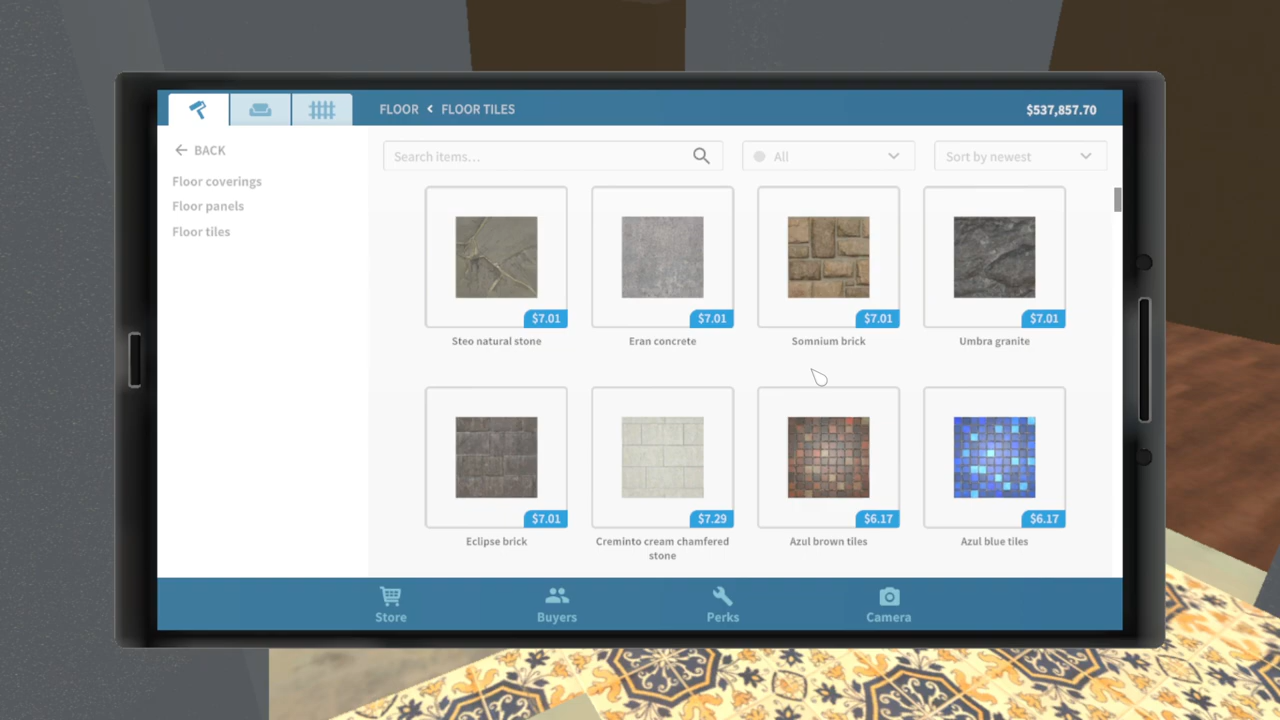 FLOOR < FLOOR TILES
$537,857.70
BACK
Floor coverings
Floor panels
Floor tiles
Search items...
All
Sort by newest
$7.01
$7.01
$7.01
$7.01
Steo natural stone
Eran concrete
Somnium brick
Umbra granite
$7.01
$7.29
$6.17
$6.17
Eclipse brick
Creminto cream chamfered
stone
Azul brown tiles
Azul blue tiles
Store
Buyers
Perks
Camera